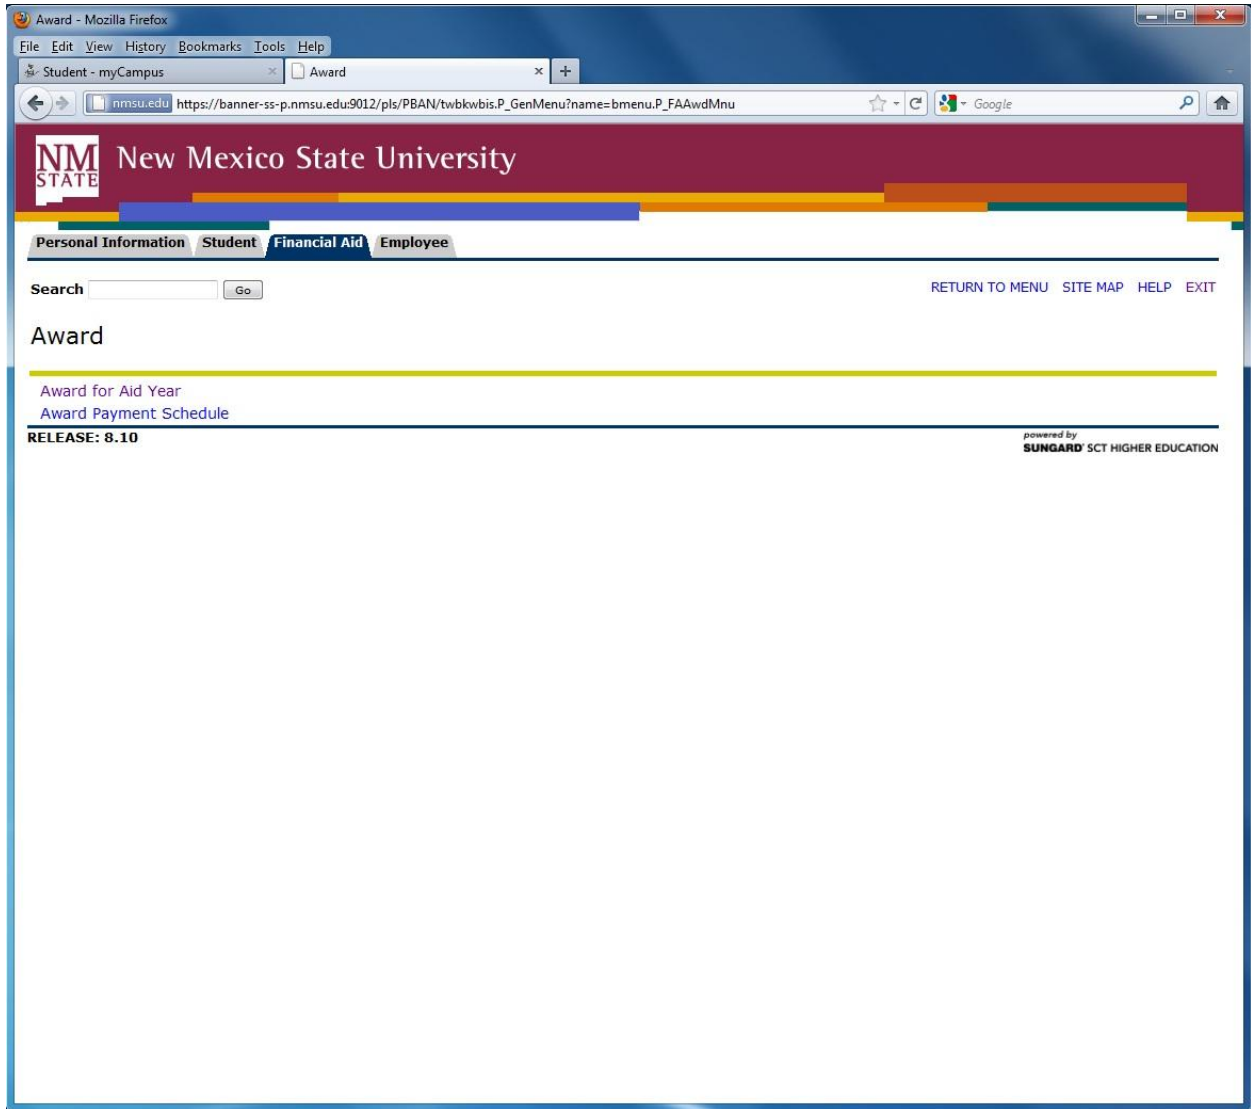 Award - Mozilla Firefox
File Edit View History Bookmarks Tools Help
Student - myCampus Award
nmsu.edu https://banner-ss-p.nmsu.edu:9012/pls/PBAN/twbkwbis.P_GenMenu?name=bmenu.P_FAAwdMnu Google
NM STATE New Mexico State University
Personal Information Student Financial Aid Employee
Search Go RETURN TO MENU SITE MAP HELP EXIT
Award
Award for Aid Year
Award Payment Schedule
RELEASE: 8.10 powered by
SUNGARD' SCT HIGHER EDUCATION